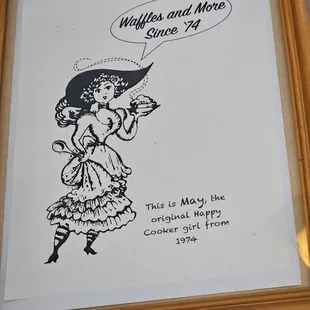 Waffles and More
Since '74
This is May, the
original Happy
Cooker girl from
1974